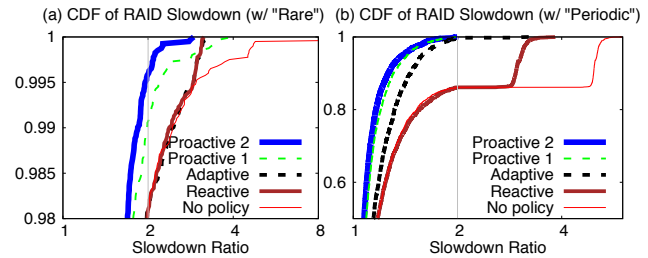 (a) CDF of RAID Slowdown (w/ "Rare")
1
0.995
0.99
0.985
0.98
Proactive 2
Proactive 1
Adaptive
Reactive
No policy
1 2 4 8
Slowdown Ratio
(b) CDF of RAID Slowdown (w/ "Periodic")
1
0.8
0.6
Proactive 2
Proactive 1
Adaptive
Reactive
No policy
1 2 4
Slowdown Ratio